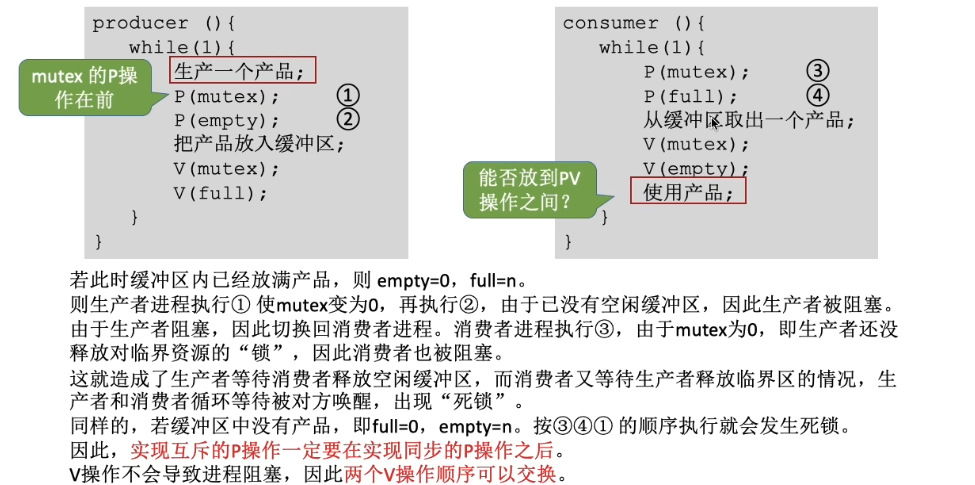 producer (){
while(1){
生产一个产品;
P(mutex); ①
P(empty); ②
把产品放入缓冲区;
V(mutex);
V(full);
}
}
mutex 的P操
作在前
consumer (){
while(1){
P(mutex); ③
P(full); ④
从缓冲区取出一个产品;
V(mutex);
V(empty);
使用产品;
}
}
能否放到PV
操作之间？
若此时缓冲区内已经放满产品，则 empty=0，full=n。
则生产者进程执行① 使mutex变为0，再执行②，由于已没有空闲缓冲区，因此生产者被阻塞。
由于生产者阻塞，因此切换回消费者进程。消费者进程执行③，由于mutex为0，即生产者还没
释放对临界资源的“锁”，因此消费者也被阻塞。
这就造成了生产者等待消费者释放空闲缓冲区，而消费者又等待生产者释放临界区的情况，生
产者和消费者循环等待被对方唤醒，出现“死锁”。
同样的，若缓冲区中没有产品，即full=0，empty=n。按③④① 的顺序执行就会发生死锁。
因此，实现互斥的P操作一定要在实现同步的P操作之后。
V操作不会导致进程阻塞，因此两个V操作顺序可以交换。